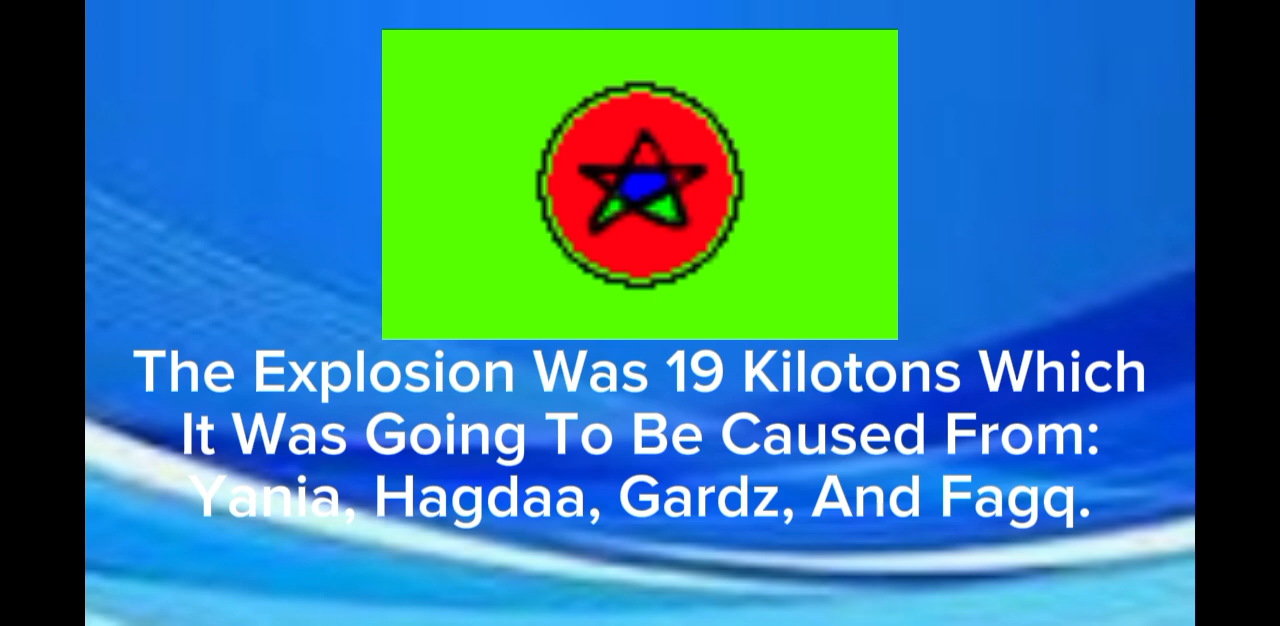 The Explosion Was 19 Kilotons Which
It Was Going To Be Caused From:
Yania, Hagdaa, Gardz, And Fagq.